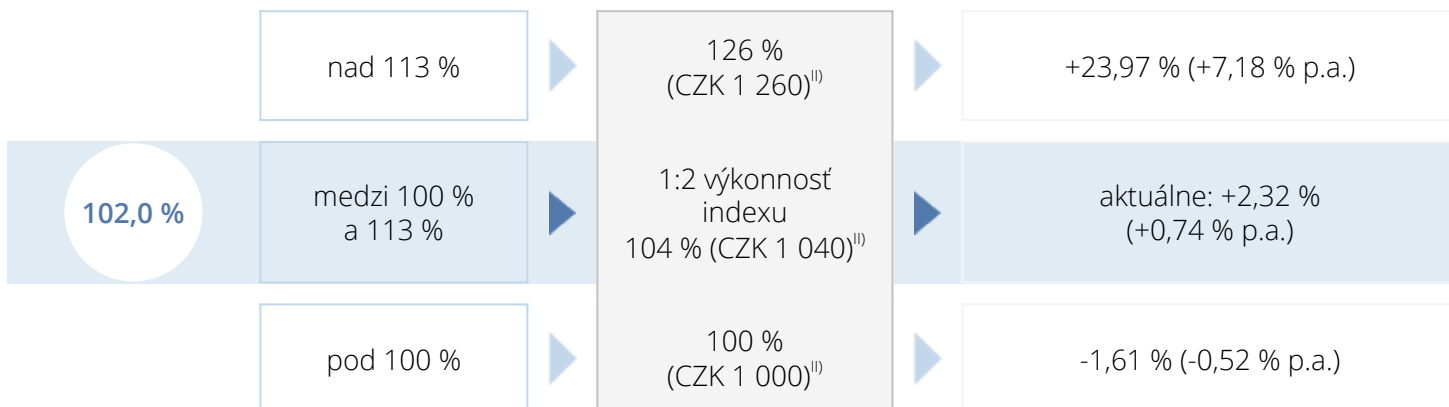 nad 113 %
126 %
(CZK 1 260)II)
+23,97 % (+7,18 % p.a.)
102,0 %
medzi 100 %
a 113 %
1:2 výkonnosť
indexu
104 % (CZK 1 040)II)
aktuálne: +2,32 %
(+0,74 % p.a.)
pod 100 %
100 %
(CZK 1 000)II)
-1,61 % (-0,52 % p.a.)